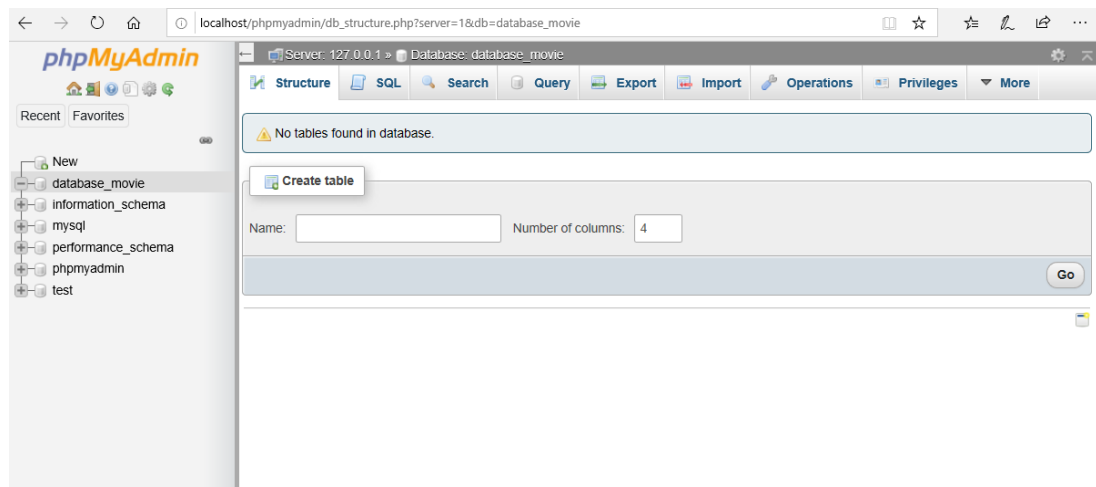 localhost/phpmyadmin/db_structure.php?server=1&db=database_movie
phpMyAdmin
Recent Favorites
New
database_movie
information_schema
mysql
performance_schema
phpmyadmin
test
Server: 127.0.0.1 » Database: database_movie
Structure SQL Search Query Export Import Operations Privileges More
No tables found in database.
Create table
Name: Number of columns: 4
Go